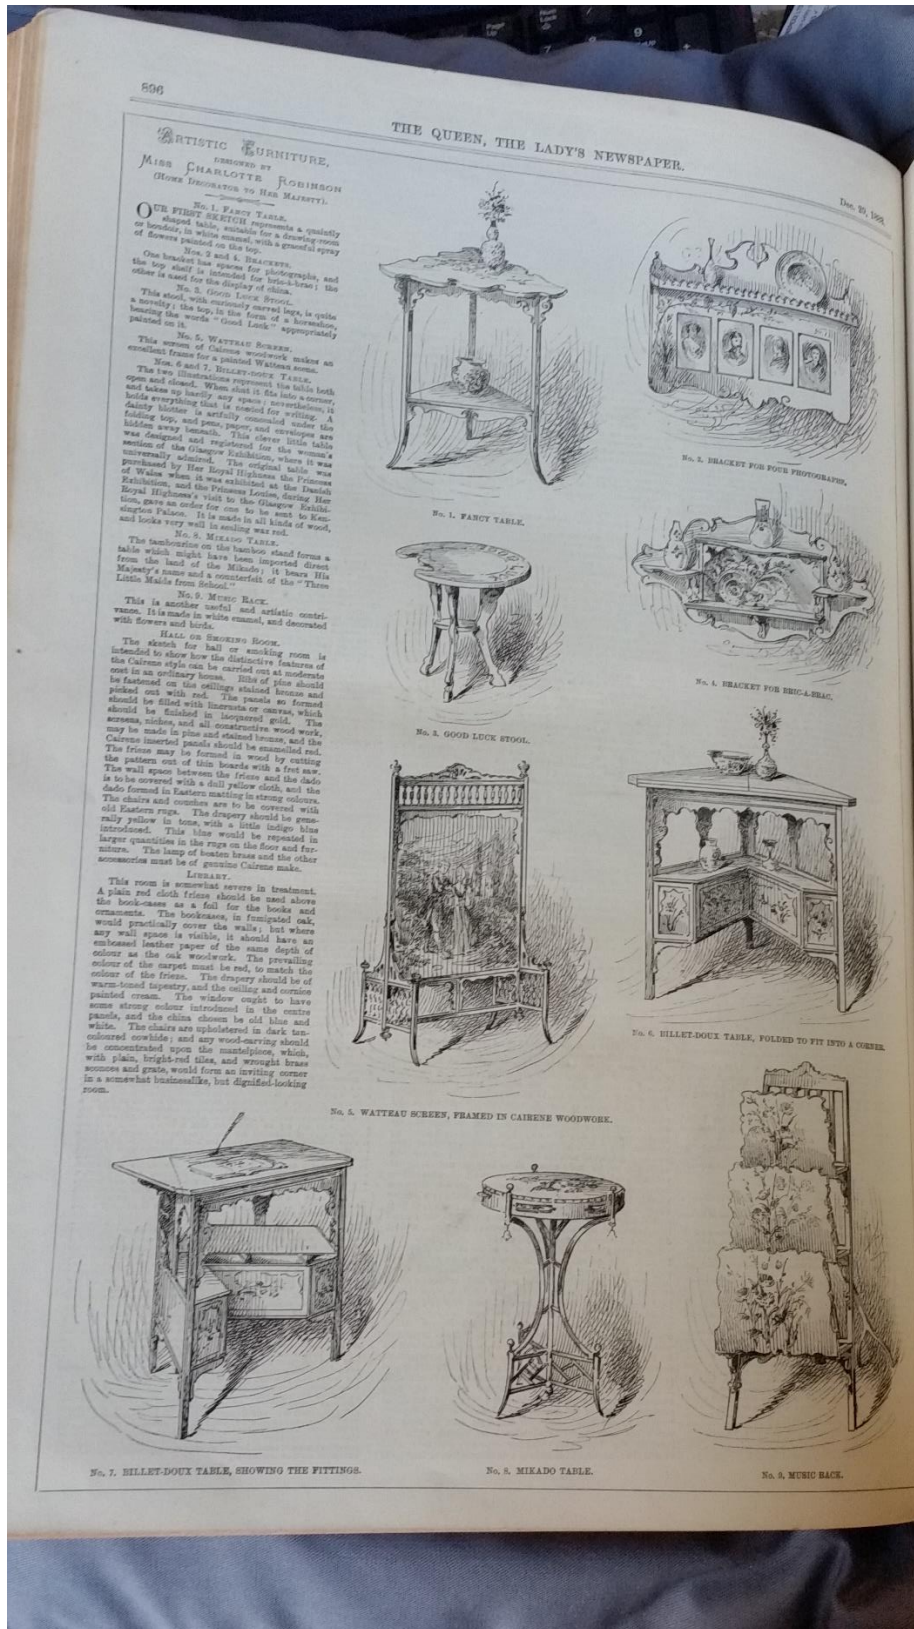 896
THE QUEEN, THE LADY'S NEWSPAPER.
Dec. 29, 1888.
ARTISTIC FURNITURE,
DESIGNED BY
MISS CHARLOTTE ROBINSON
(HOME DECORATOR TO HER MAJESTY).
No. 1. FANCY TABLE.
OUR FIRST SKETCH represents a quaintly
shaped table, suitable for a drawing-room
or boudoir, in white enamel, with a graceful spray
of flowers painted on the top.
Nos. 2 and 4. BRACKETS.
One bracket has spaces for photographs, and
the top shelf is intended for bric-à-brac; the
other is used for the display of china.
No. 3. GOOD LUCK STOOL.
This stool, with curiously carved legs, is quite
a novelty; the top, in the form of a horseshoe,
bearing the words "Good Luck" appropriately
painted on it.
No. 5. WATTEAU SCREEN.
This screen of Cairene woodwork makes an
excellent frame for a painted Watteau scene.
Nos. 6 and 7. BILLET-DOUX TABLE.
The two illustrations represent the table both
open and closed. When shut it fits into a corner,
and takes up hardly any space; nevertheless, it
holds everything that is needed for writing. A
dainty blotter is artfully concealed under the
folding top, and pens, paper, and envelopes are
hidden away beneath. This clever little table
was designed and registered for the woman's
section of the Glasgow Exhibition, where it was
universally admired. The original table was
purchased by Her Royal Highness the Princess
of Wales when it was exhibited at the Danish
Exhibition, and the Princess Louise, during Her
Royal Highness's visit to the Glasgow Exhibi-
tion, gave an order for one to be sent to Ken-
sington Palace. It is made in all kinds of wood,
and looks very well in sealing wax red.
No. 8. MIKADO TABLE.
The tambourine on the bamboo stand forms a
table which might have been imported direct
from the land of the Mikado; it bears His
Majesty's name and a counterfeit of the "Three
Little Maids from School."
No. 9. MUSIC RACK.
This is another useful and artistic contri-
vance. It is made in white enamel, and decorated
with flowers and birds.
HALL OR SMOKING ROOM.
The sketch for hall or smoking room is
intended to show how the distinctive features of
the Cairene style can be carried out at moderate
cost in an ordinary house. Ribs of pine should
be fastened on the ceilings stained bronze and
picked out with red. The panels so formed
should be filled with lincrusta or canvas, which
should be finished in lacquered gold. The
screens, niches, and all constructive wood work,
may be made in pine and stained bronze, and the
Cairene inserted panels should be enamelled red.
The frieze may be formed in wood by cutting
the pattern out of thin boards with a fret saw.
The wall space between the frieze and the dado
is to be covered with a dull yellow cloth, and the
dado formed in Eastern matting in strong colours.
The chairs and couches are to be covered with
old Eastern rugs. The drapery should be gene-
rally yellow in tone, with a little indigo blue
introduced. This blue would be repeated in
larger quantities in the rugs on the floor and fur-
niture. The lamp of beaten brass and the other
accessories must be of genuine Cairene make.
LIBRARY.
This room is somewhat severe in treatment.
A plain red cloth frieze should be used above
the book-cases as a foil for the books and
ornaments. The bookcases, in fumigated oak,
would practically cover the walls; but where
any wall space is visible, it should have an
embossed leather paper of the same depth of
colour as the oak woodwork. The prevailing
colour of the carpet must be red, to match the
colour of the frieze. The drapery should be of
warm-toned tapestry, and the ceiling and cornice
painted cream. The window ought to have
some strong colour introduced in the centre
panels, and the china chosen be old blue and
white. The chairs are upholstered in dark tan-
coloured cowhide; and any wood-carving should
be concentrated upon the mantelpiece, which,
with plain, bright-red tiles, and wrought brass
sconces and grate, would form an inviting corner
in a somewhat businesslike, but dignified-looking
room.
No. 1. FANCY TABLE.
No. 2. BRACKET FOR FOUR PHOTOGRAPHS.
No. 3. GOOD LUCK STOOL.
No. 4. BRACKET FOR BRIC-A-BRAC.
No. 5. WATTEAU SCREEN, FRAMED IN CAIRENE WOODWORK.
No. 6. BILLET-DOUX TABLE, FOLDED TO FIT INTO A CORNER.
No. 7. BILLET-DOUX TABLE, SHOWING THE FITTINGS.
No. 8. MIKADO TABLE.
No. 9. MUSIC RACK.